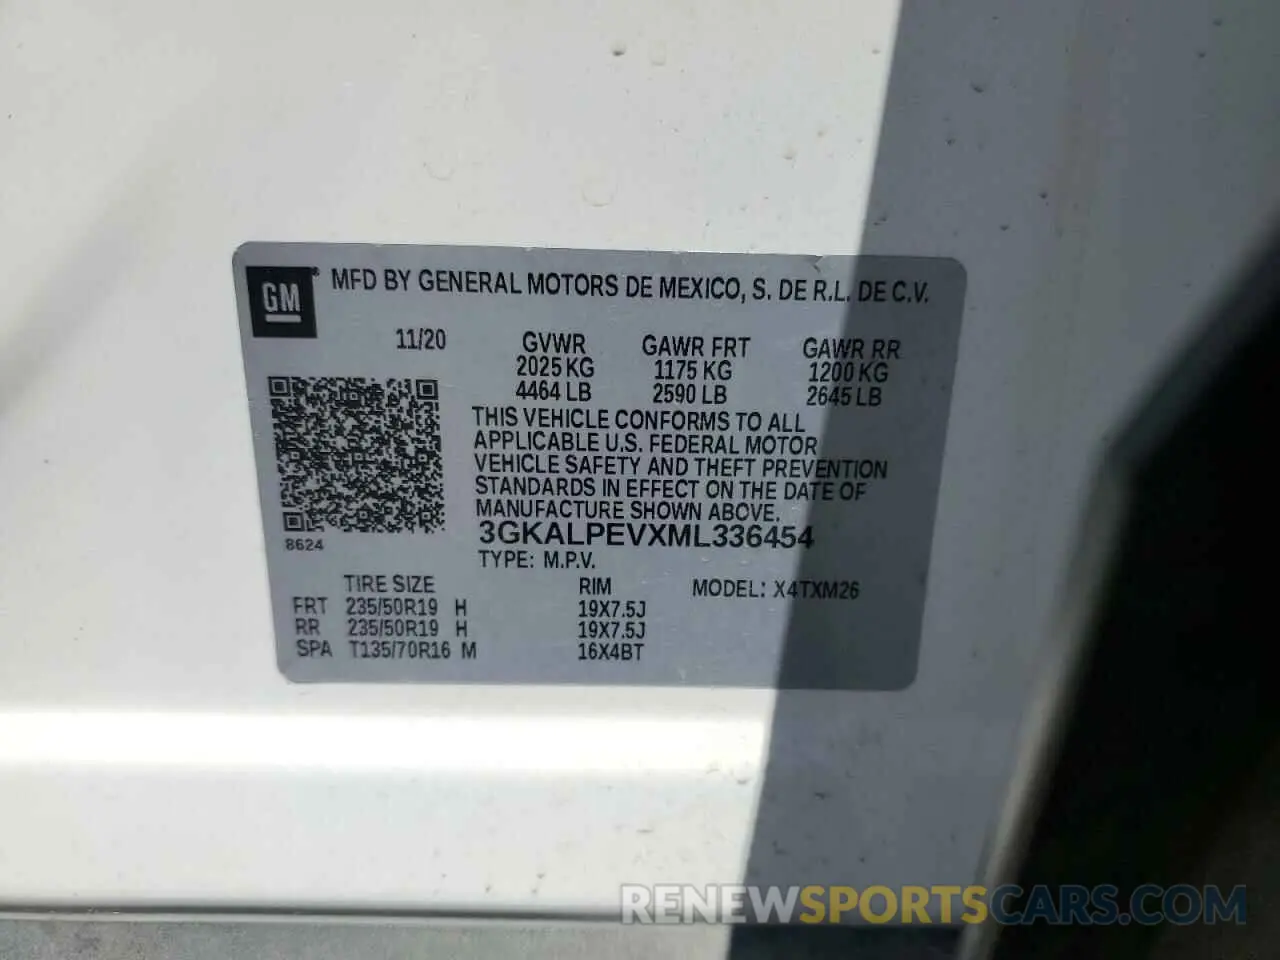 GM® MFD BY GENERAL MOTORS DE MEXICO, S. DE R.L. DE C.V.
11/20 GVWR GAWR FRT GAWR RR
2025 KG 1175 KG 1200 KG
4464 LB 2590 LB 2645 LB
THIS VEHICLE CONFORMS TO ALL
APPLICABLE U.S. FEDERAL MOTOR
VEHICLE SAFETY AND THEFT PREVENTION
STANDARDS IN EFFECT ON THE DATE OF
MANUFACTURE SHOWN ABOVE.
3GKALPEVXML336454
8624
TYPE: M.P.V.
TIRE SIZE RIM MODEL: X4TXM26
FRT 235/50R19 H 19X7.5J
RR 235/50R19 H 19X7.5J
SPA T135/70R16 M 16X4BT
RENEWSPORTSCARS.COM